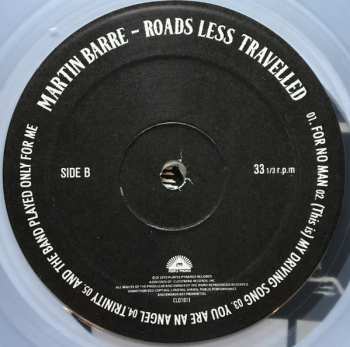 MARTIN BARRE - ROADS LESS TRAVELLED
01. FOR NO MAN 02. (This is) MY DRIVING SONG 03. YOU ARE AN ANGEL 04. TRINITY 05. AND THE BAND PLAYED ONLY FOR ME
SIDE B
33 1/3 r.p.m